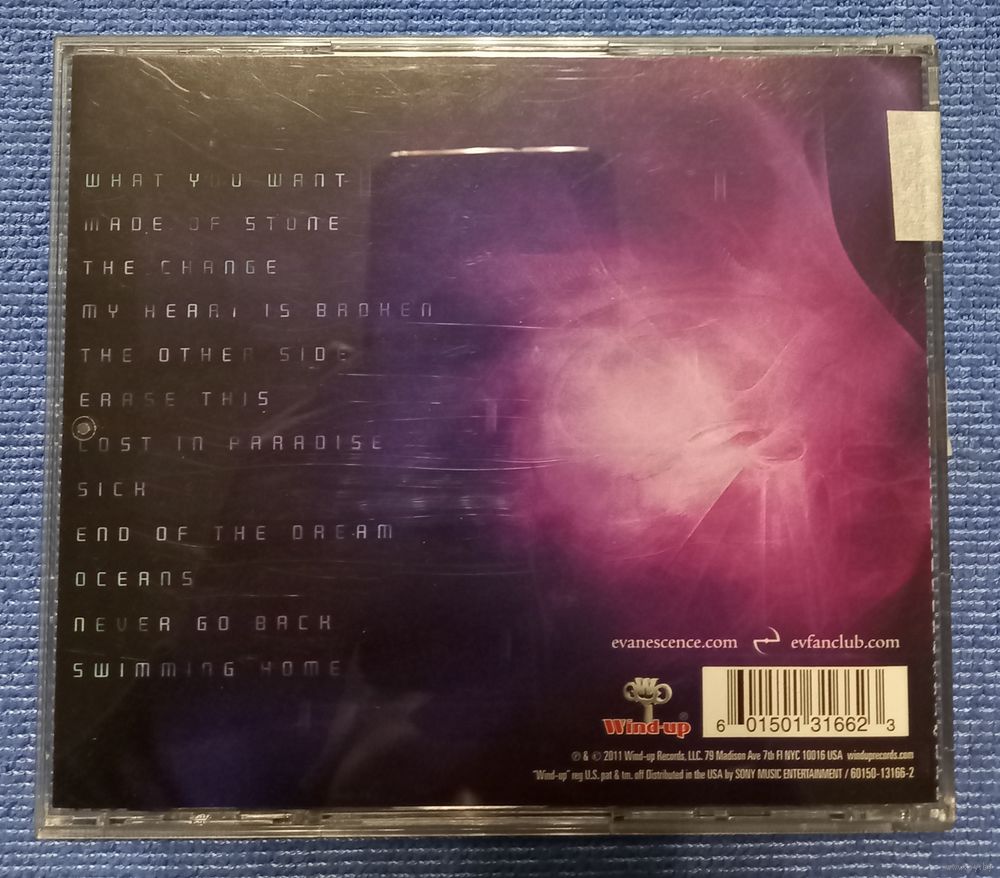 WHAT YOU WANT
MADE OF STONE
THE CHANGE
MY HEART IS BROKEN
THE OTHER SIDE
ERASE THIS
LOST IN PARADISE
SICK
END OF THE DREAM
OCEANS
NEVER GO BACK
SWIMMING HOME
evanescence.com evfanclub.com
Wind-up®
6 01501 31662 3
℗ & © 2011 Wind-up Records, LLC. 79 Madison Ave 7th Fl NYC 10016 USA winduprecords.com
"Wind-up" reg U.S. pat & tm. off Distributed in the USA by SONY MUSIC ENTERTAINMENT / 60150-13166-2